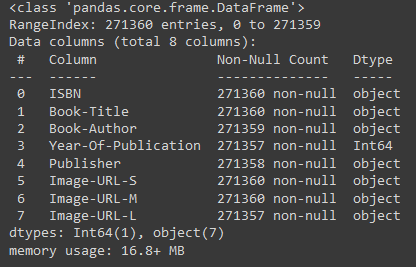 <class 'pandas.core.frame.DataFrame'>
RangeIndex: 271360 entries, 0 to 271359
Data columns (total 8 columns):
 #   Column               Non-Null Count   Dtype
---  ------               --------------   -----
 0   ISBN                 271360 non-null  object
 1   Book-Title           271360 non-null  object
 2   Book-Author          271359 non-null  object
 3   Year-Of-Publication  271357 non-null  Int64
 4   Publisher            271358 non-null  object
 5   Image-URL-S          271360 non-null  object
 6   Image-URL-M          271360 non-null  object
 7   Image-URL-L          271357 non-null  object
dtypes: Int64(1), object(7)
memory usage: 16.8+ MB